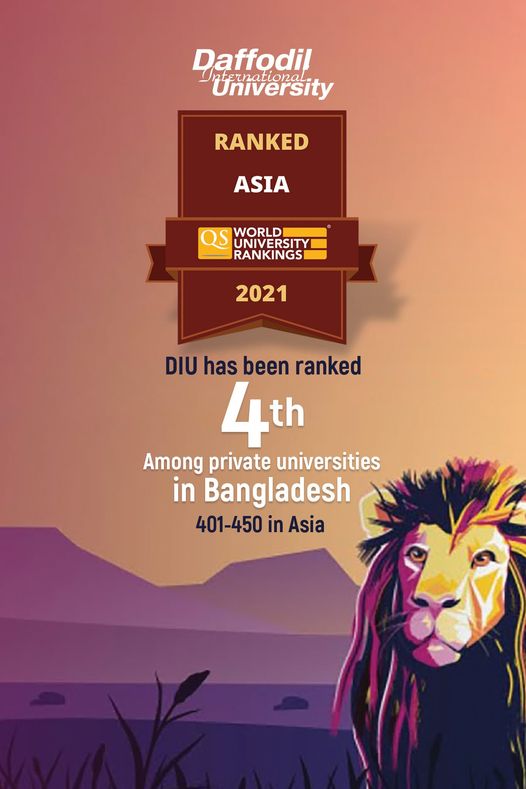 Daffodil
International
University
RANKED
ASIA
QS WORLD
UNIVERSITY
RANKINGS
2021
DIU has been ranked
4th
Among private universities
in Bangladesh
401-450 in Asia